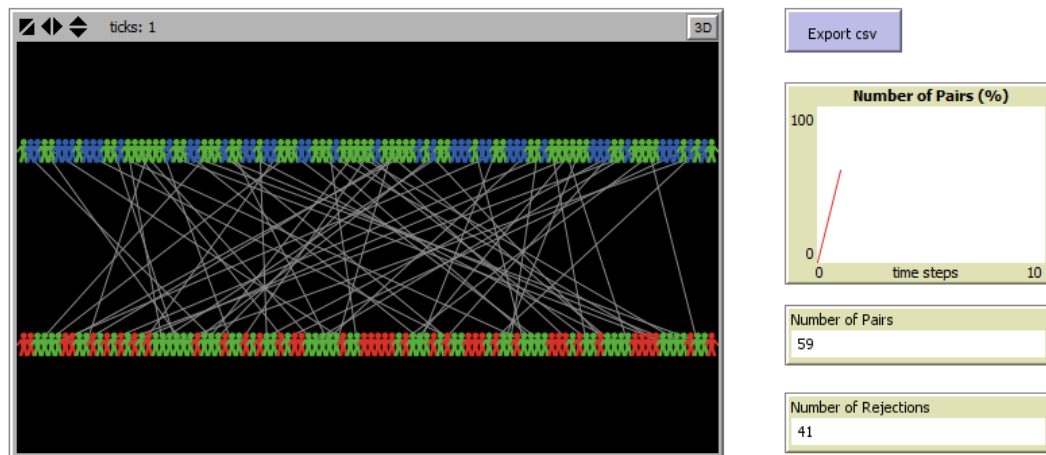 ticks: 1
3D
Export csv
Number of Pairs (%)
100
0
0 time steps 10
Number of Pairs
59
Number of Rejections
41